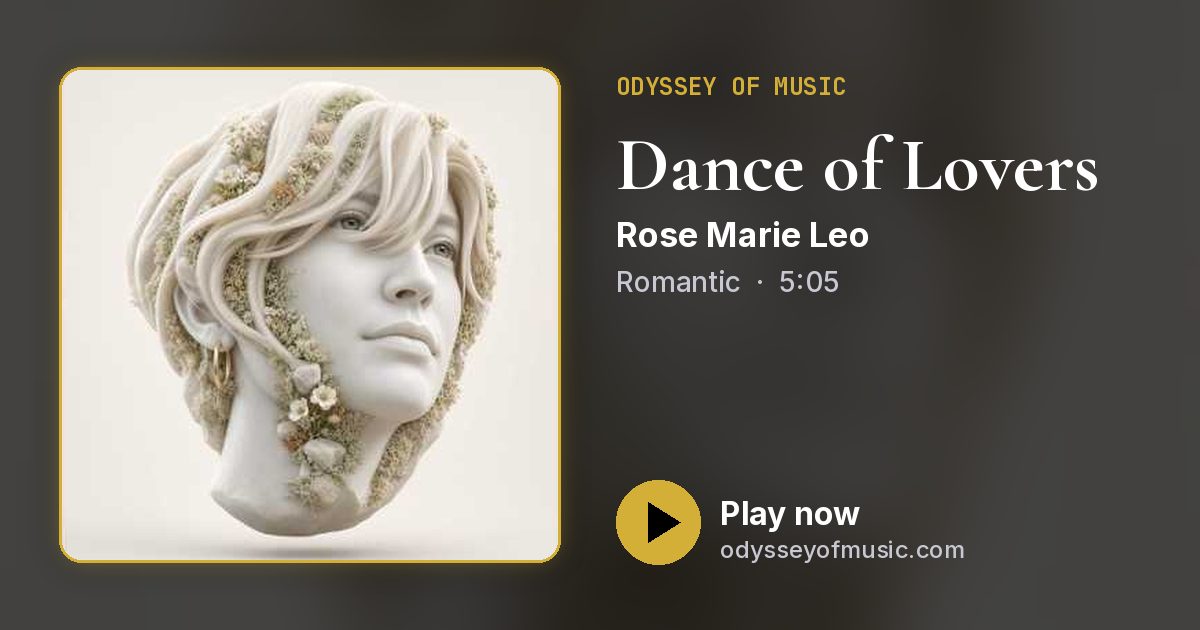 ODYSSEY OF MUSIC
Dance of Lovers
Rose Marie Leo
Romantic · 5:05
Play now
odysseyofmusic.com